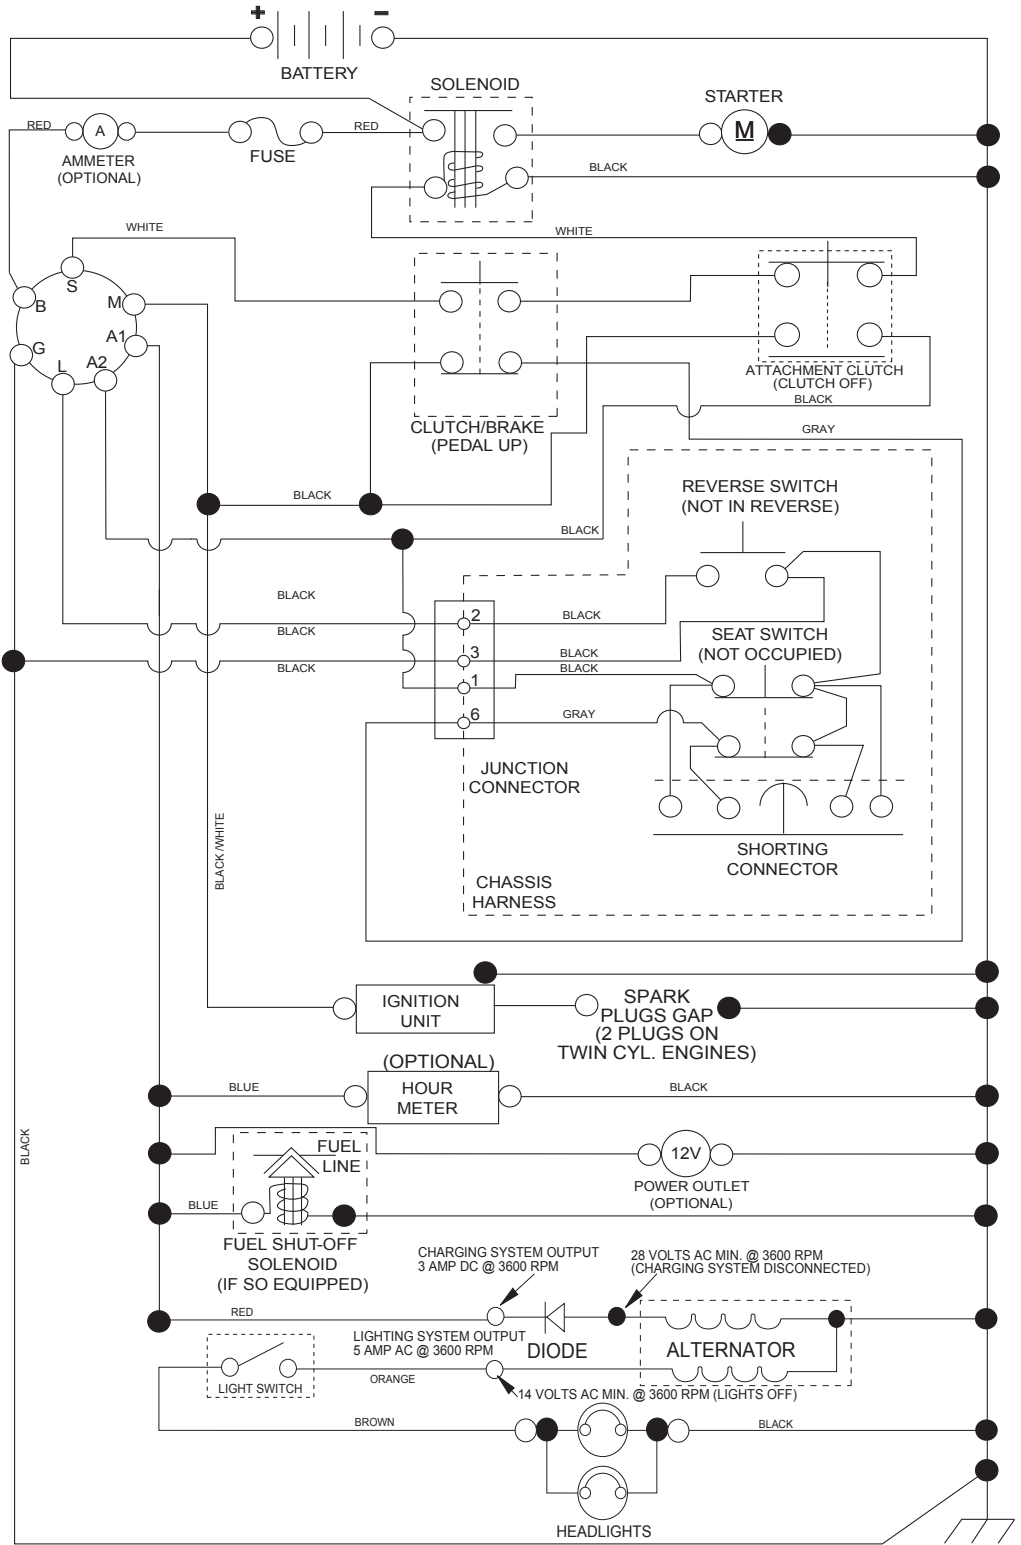 + −
BATTERY
SOLENOID
STARTER
RED
A
RED
M
AMMETER
(OPTIONAL)
FUSE
BLACK
WHITE
WHITE
S
B
M
A1
G
L
A2
ATTACHMENT CLUTCH
(CLUTCH OFF)
BLACK
CLUTCH/BRAKE
(PEDAL UP)
GRAY
REVERSE SWITCH
(NOT IN REVERSE)
BLACK
BLACK
BLACK
2
BLACK
BLACK
SEAT SWITCH
(NOT OCCUPIED)
3
BLACK
BLACK
BLACK
1
6
GRAY
JUNCTION
CONNECTOR
BLACK /WHITE
SHORTING
CONNECTOR
CHASSIS
HARNESS
IGNITION
UNIT
SPARK
PLUGS GAP
(2 PLUGS ON
TWIN CYL. ENGINES)
(OPTIONAL)
HOUR
METER
BLUE
BLACK
BLACK
FUEL
LINE
12V
POWER OUTLET
(OPTIONAL)
BLUE
FUEL SHUT-OFF
SOLENOID
(IF SO EQUIPPED)
CHARGING SYSTEM OUTPUT
3 AMP DC @ 3600 RPM
28 VOLTS AC MIN. @ 3600 RPM
(CHARGING SYSTEM DISCONNECTED)
RED
LIGHTING SYSTEM OUTPUT
5 AMP AC @ 3600 RPM
DIODE
ALTERNATOR
LIGHT SWITCH
ORANGE
14 VOLTS AC MIN. @ 3600 RPM (LIGHTS OFF)
BROWN
BLACK
HEADLIGHTS